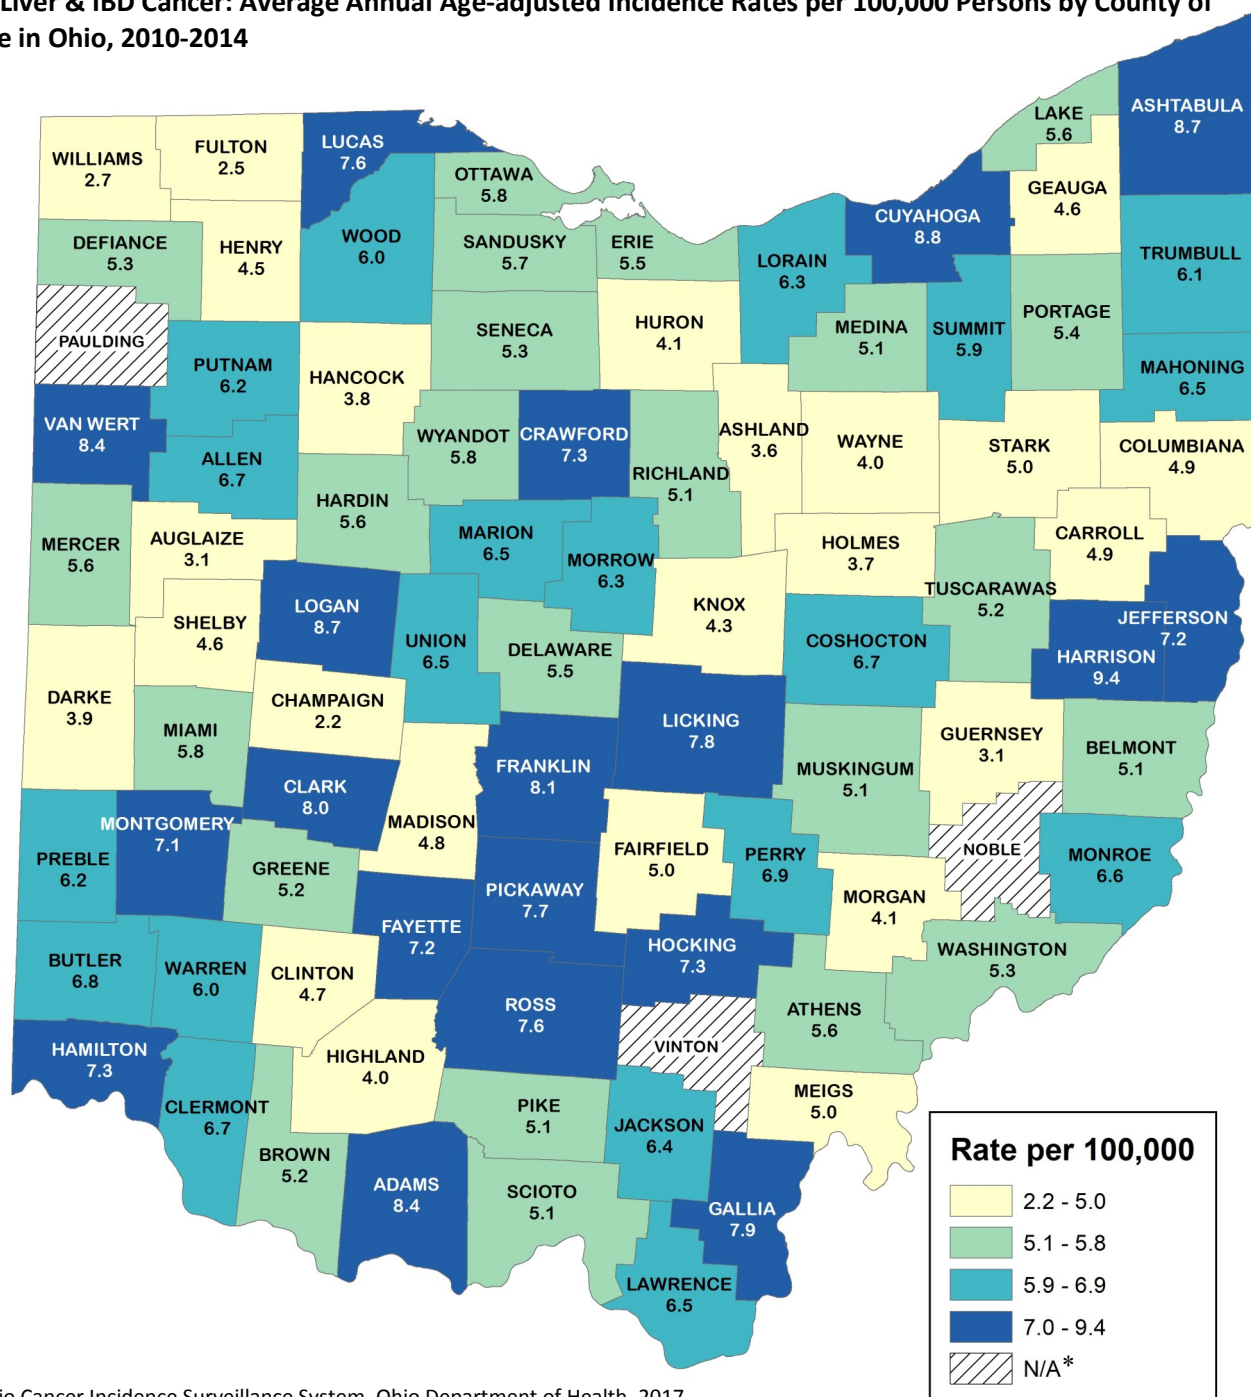 Liver & IBD Cancer: Average Annual Age-adjusted Incidence Rates per 100,000 Persons by County of
e in Ohio, 2010-2014
WILLIAMS
2.7
FULTON
2.5
LUCAS
7.6
OTTAWA
5.8
LAKE
5.6
ASHTABULA
8.7
GEAUGA
4.6
CUYAHOGA
8.8
DEFIANCE
5.3
HENRY
4.5
WOOD
6.0
SANDUSKY
5.7
ERIE
5.5
LORAIN
6.3
TRUMBULL
6.1
PAULDING
PUTNAM
6.2
HANCOCK
3.8
SENECA
5.3
HURON
4.1
MEDINA
5.1
SUMMIT
5.9
PORTAGE
5.4
MAHONING
6.5
VAN WERT
8.4
ALLEN
6.7
WYANDOT
5.8
CRAWFORD
7.3
RICHLAND
5.1
ASHLAND
3.6
WAYNE
4.0
STARK
5.0
COLUMBIANA
4.9
MERCER
5.6
AUGLAIZE
3.1
HARDIN
5.6
MARION
6.5
MORROW
6.3
HOLMES
3.7
CARROLL
4.9
TUSCARAWAS
5.2
JEFFERSON
7.2
HARRISON
9.4
SHELBY
4.6
LOGAN
8.7
UNION
6.5
DELAWARE
5.5
KNOX
4.3
COSHOCTON
6.7
DARKE
3.9
MIAMI
5.8
CHAMPAIGN
2.2
LICKING
7.8
GUERNSEY
3.1
BELMONT
5.1
MUSKINGUM
5.1
FRANKLIN
8.1
CLARK
8.0
MADISON
4.8
MONTGOMERY
7.1
PREBLE
6.2
GREENE
5.2
FAIRFIELD
5.0
PERRY
6.9
NOBLE
MONROE
6.6
PICKAWAY
7.7
MORGAN
4.1
FAYETTE
7.2
HOCKING
7.3
WASHINGTON
5.3
BUTLER
6.8
WARREN
6.0
CLINTON
4.7
ROSS
7.6
ATHENS
5.6
VINTON
HAMILTON
7.3
HIGHLAND
4.0
MEIGS
5.0
CLERMONT
6.7
PIKE
5.1
JACKSON
6.4
BROWN
5.2
ADAMS
8.4
SCIOTO
5.1
GALLIA
7.9
LAWRENCE
6.5
Rate per 100,000
2.2 - 5.0
5.1 - 5.8
5.9 - 6.9
7.0 - 9.4
N/A*
io Cancer Incidence Surveillance System, Ohio Department of Health, 2017